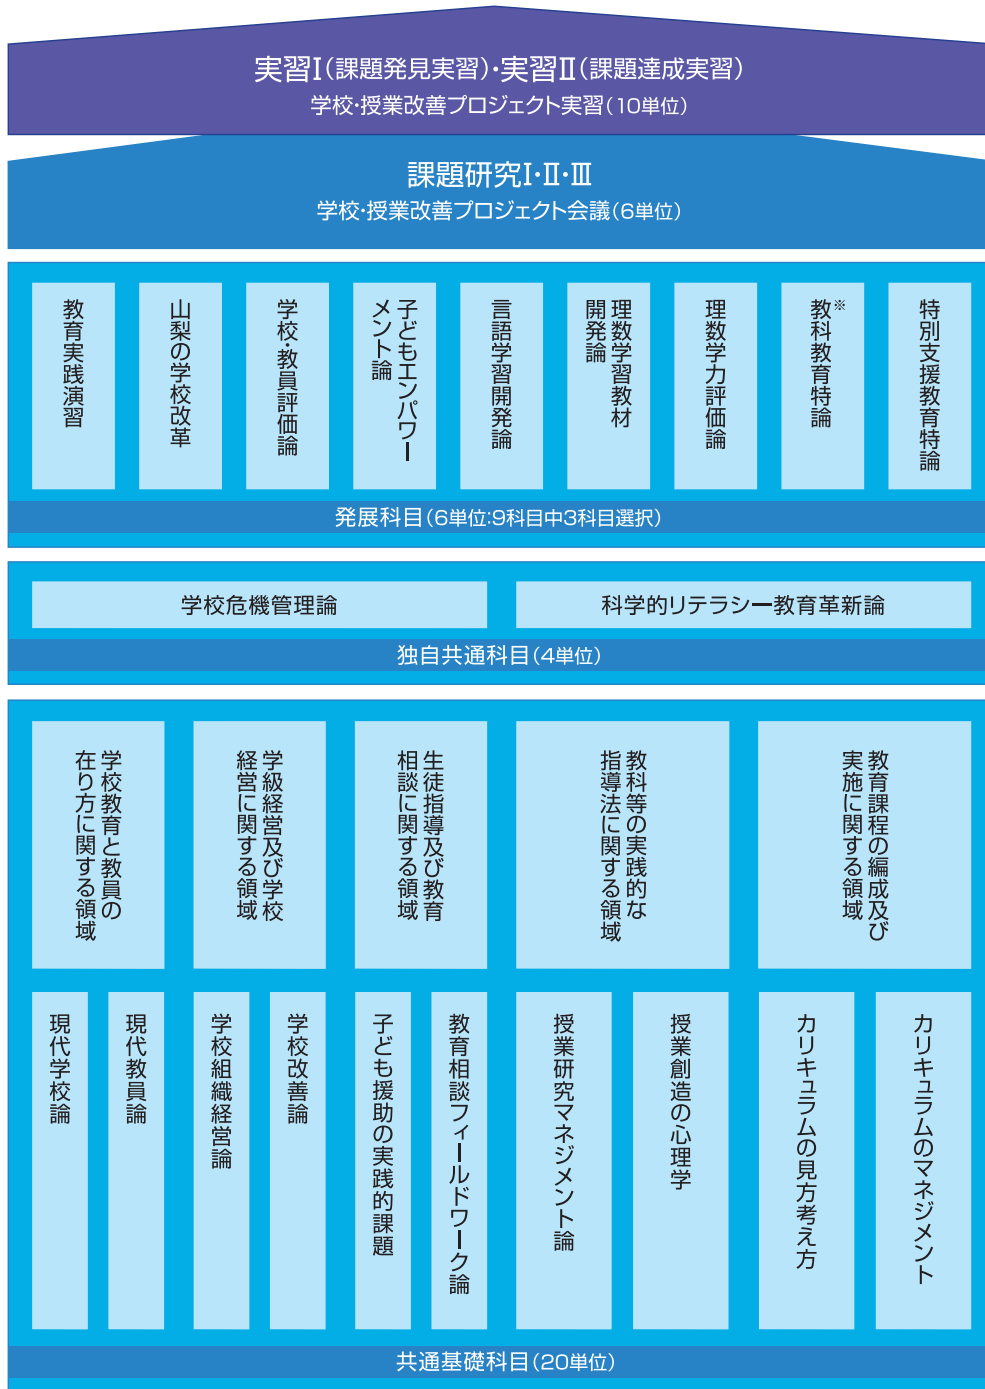 実習Ⅰ(課題発見実習)・実習Ⅱ(課題達成実習)
学校・授業改善プロジェクト実習(10単位)
課題研究Ⅰ・Ⅱ・Ⅲ
学校・授業改善プロジェクト会議(6単位)
教育実践演習
山梨の学校改革
学校・教員評価論
子どもエンパワー
メント論
言語学習開発論
理数学習教材
開発論
理数学力評価論
教科教育特論※
特別支援教育特論
発展科目(6単位:9科目中3科目選択)
学校危機管理論
科学的リテラシー教育革新論
独自共通科目(4単位)
学校教育と教員の
在り方に関する領域
学級経営及び学校
経営に関する領域
生徒指導及び教育
相談に関する領域
教科等の実践的な
指導法に関する領域
教育課程の編成及び
実施に関する領域
現代学校論
現代教員論
学校組織経営論
学校改善論
子ども援助の実践的課題
教育相談フィールドワーク論
授業研究マネジメント論
授業創造の心理学
カリキュラムの見方考え方
カリキュラムのマネジメント
共通基礎科目(20単位)